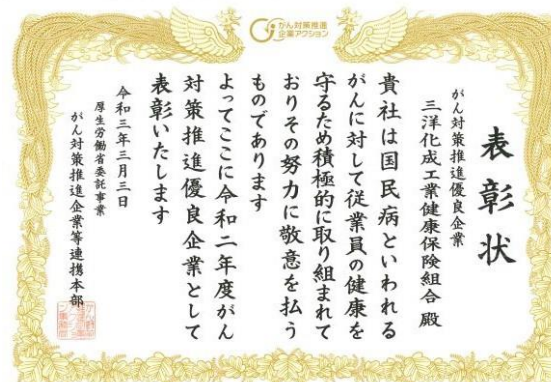 がん対策推進
企業アクション
表彰状
がん対策推進優良企業
三洋化成工業健康保険組合 殿
貴社は国民病といわれる
がんに対して従業員の健康を
守るため積極的に取り組まれて
おりその努力に敬意を払う
ものであります
よってここに令和二年度がん
対策推進優良企業として
表彰いたします
令和三年三月三日
厚生労働省委託事業
がん対策推進企業等連携本部